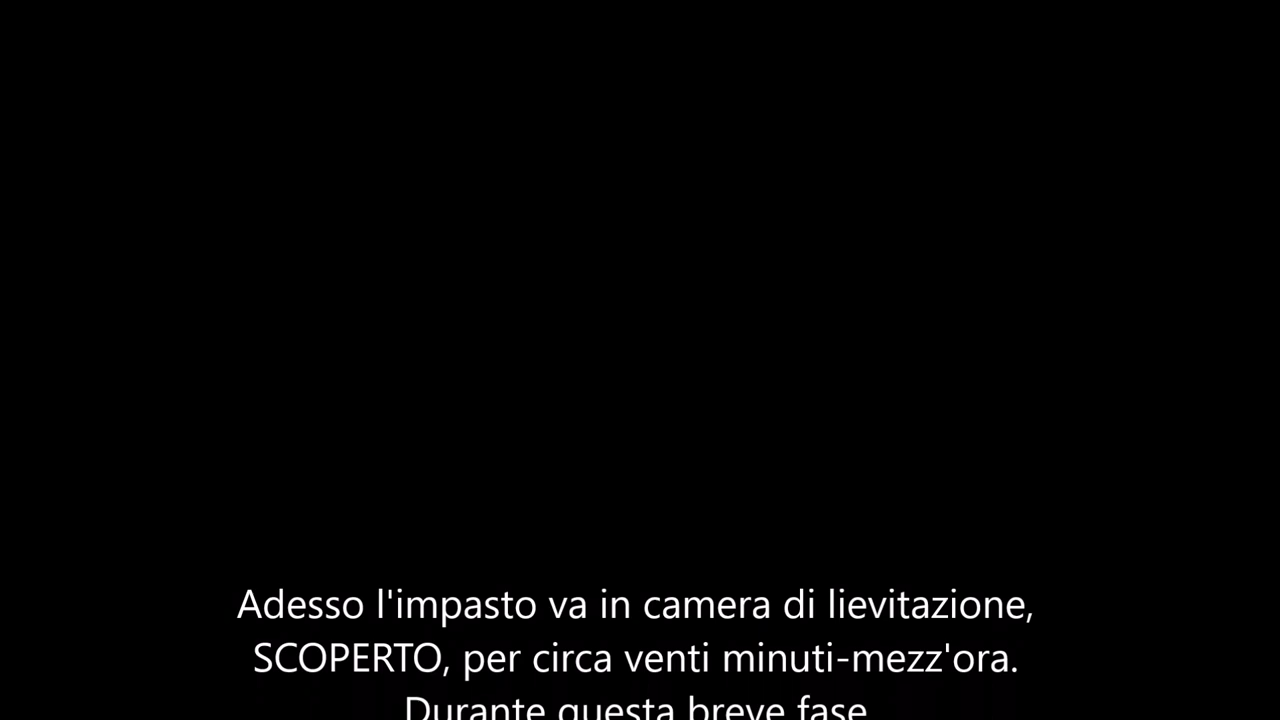 Adesso l'impasto va in camera di lievitazione,
SCOPERTO, per circa venti minuti-mezz'ora.
Durante questa breve fase